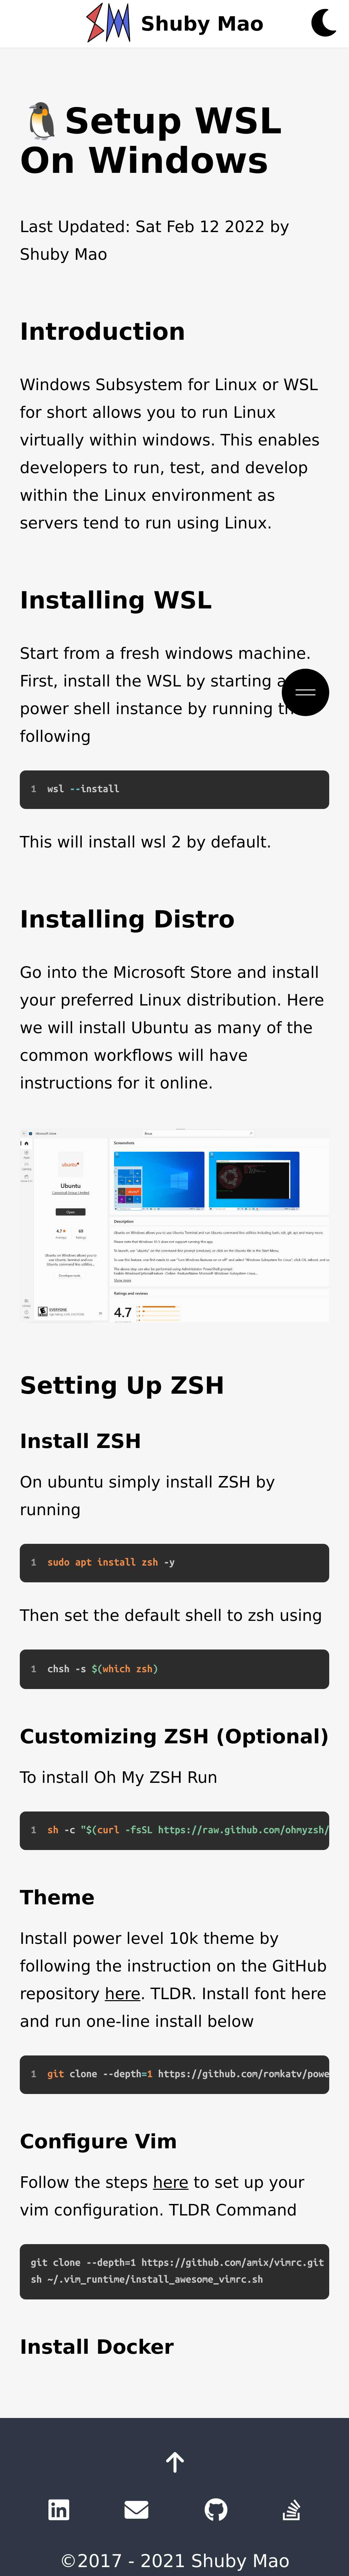 Shuby Mao
Setup WSL
On Windows
Last Updated: Sat Feb 12 2022 by
Shuby Mao
Introduction
Windows Subsystem for Linux or WSL
for short allows you to run Linux
virtually within windows. This enables
developers to run, test, and develop
within the Linux environment as
servers tend to run using Linux.
Installing WSL
Start from a fresh windows machine.
First, install the WSL by starting a
power shell instance by running
following
1 wsl --install
This will install wsl 2 by default.
Installing Distro
Go into the Microsoft Store and install
your preferred Linux distribution. Here
we will install Ubuntu as many of the
common workflows will have
instructions for it online.
Microsoft Store
Screenshots
ubuntu
Ubuntu
Canonical Group Limited
Open
4.7
Description
Show more
Ratings and reviews
4.7
EVERYONE
Setting Up ZSH
Install ZSH
On ubuntu simply install ZSH by
running
1 sudo apt install zsh -y
Then set the default shell to zsh using
1 chsh -s $(which zsh)
Customizing ZSH (Optional)
To install Oh My ZSH Run
1 sh -c "$(curl -fsSL https://raw.github.com/ohmyzsh/
Theme
Install power level 10k theme by
following the instruction on the GitHub
repository here. TLDR. Install font here
and run one-line install below
1 git clone --depth=1 https://github.com/romkatv/powe
Configure Vim
Follow the steps here to set up your
vim configuration. TLDR Command
git clone --depth=1 https://github.com/amix/vimrc.git
sh ~/.vim_runtime/install_awesome_vimrc.sh
Install Docker
©2017 - 2021 Shuby Mao